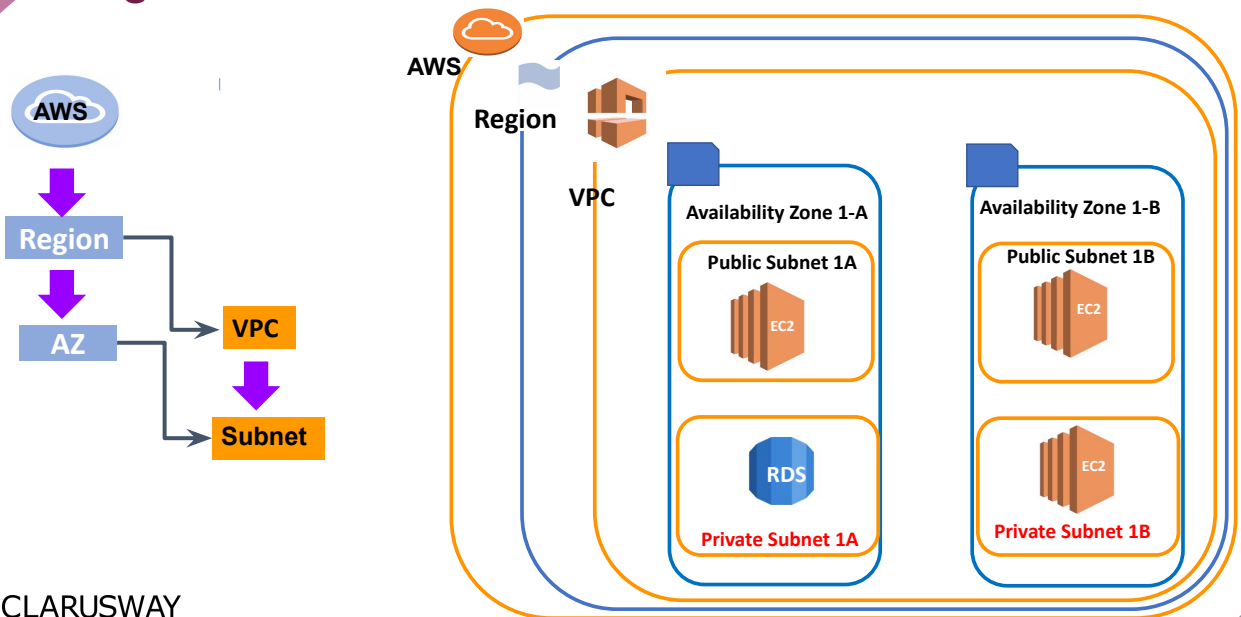 AWS
Region
AZ
VPC
Subnet
AWS
Region
VPC
Availability Zone 1-A
Public Subnet 1A
EC2
RDS
Private Subnet 1A
Availability Zone 1-B
Public Subnet 1B
EC2
EC2
Private Subnet 1B
CLARUSWAY